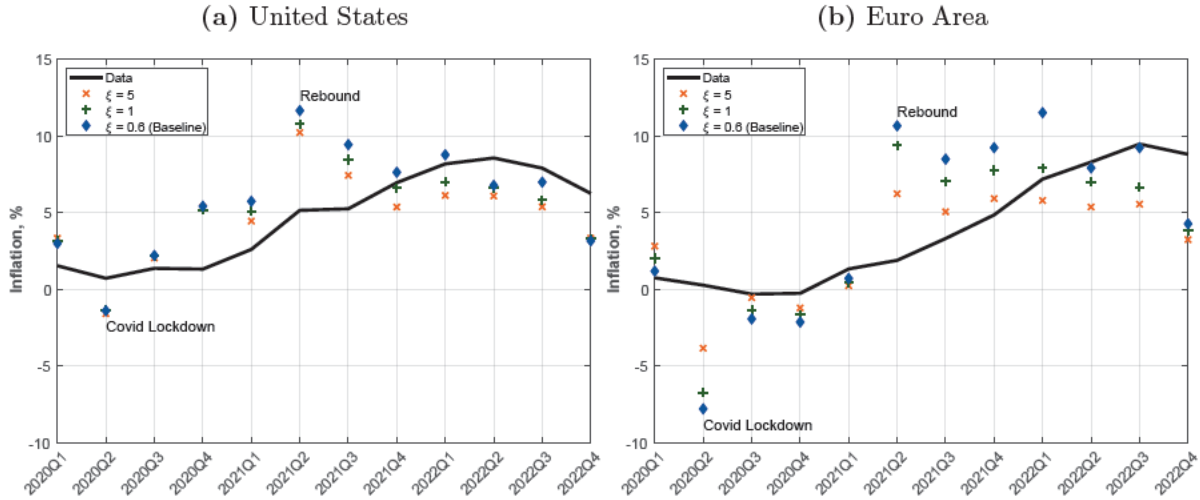 (a) United States
15
10
5
0
-5
-10
Inflation, %
Data
ξ = 5
ξ = 1
ξ = 0.6 (Baseline)
Rebound
Covid Lockdown
2020Q1
2020Q2
2020Q3
2020Q4
2021Q1
2021Q2
2021Q3
2021Q4
2022Q1
2022Q2
2022Q3
2022Q4
(b) Euro Area
15
10
5
0
-5
-10
Inflation, %
Data
ξ = 5
ξ = 1
ξ = 0.6 (Baseline)
Rebound
Covid Lockdown
2020Q1
2020Q2
2020Q3
2020Q4
2021Q1
2021Q2
2021Q3
2021Q4
2022Q1
2022Q2
2022Q3
2022Q4